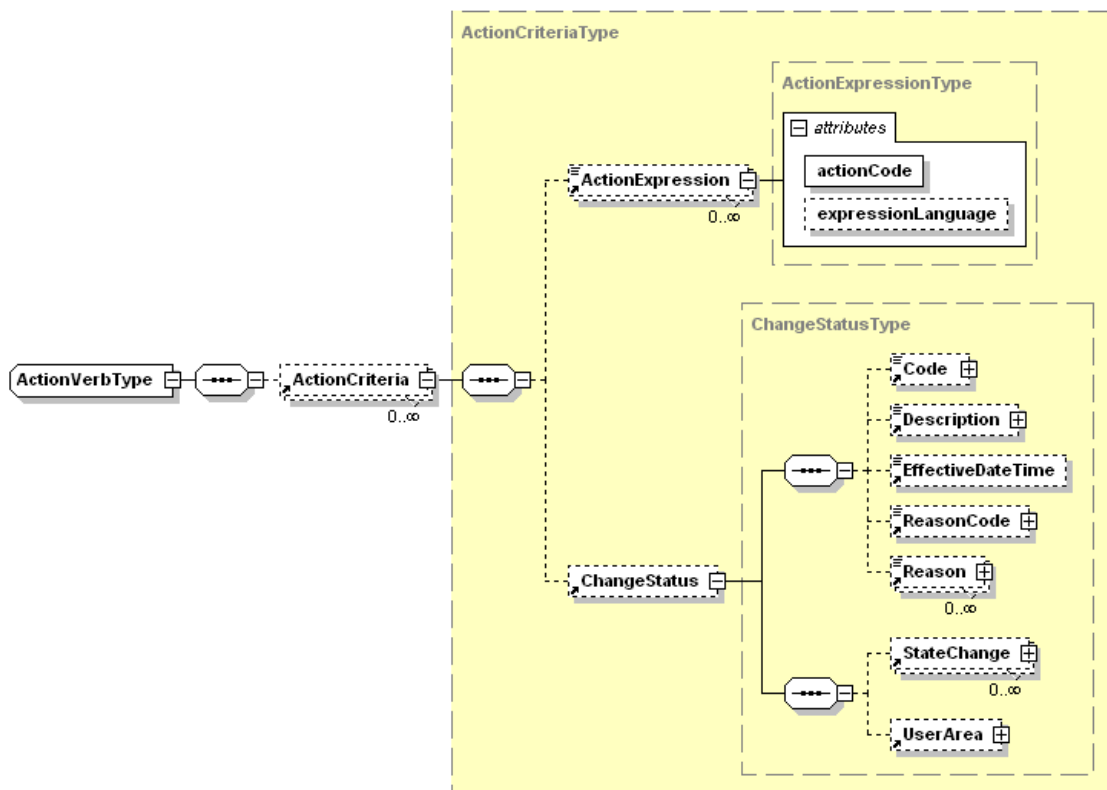 ActionCriteriaType
ActionExpressionType
attributes
actionCode
expressionLanguage
ActionExpression
0..∞
ActionVerbType
ActionCriteria
0..∞
ChangeStatusType
Code
Description
EffectiveDateTime
ReasonCode
Reason
0..∞
ChangeStatus
StateChange
0..∞
UserArea